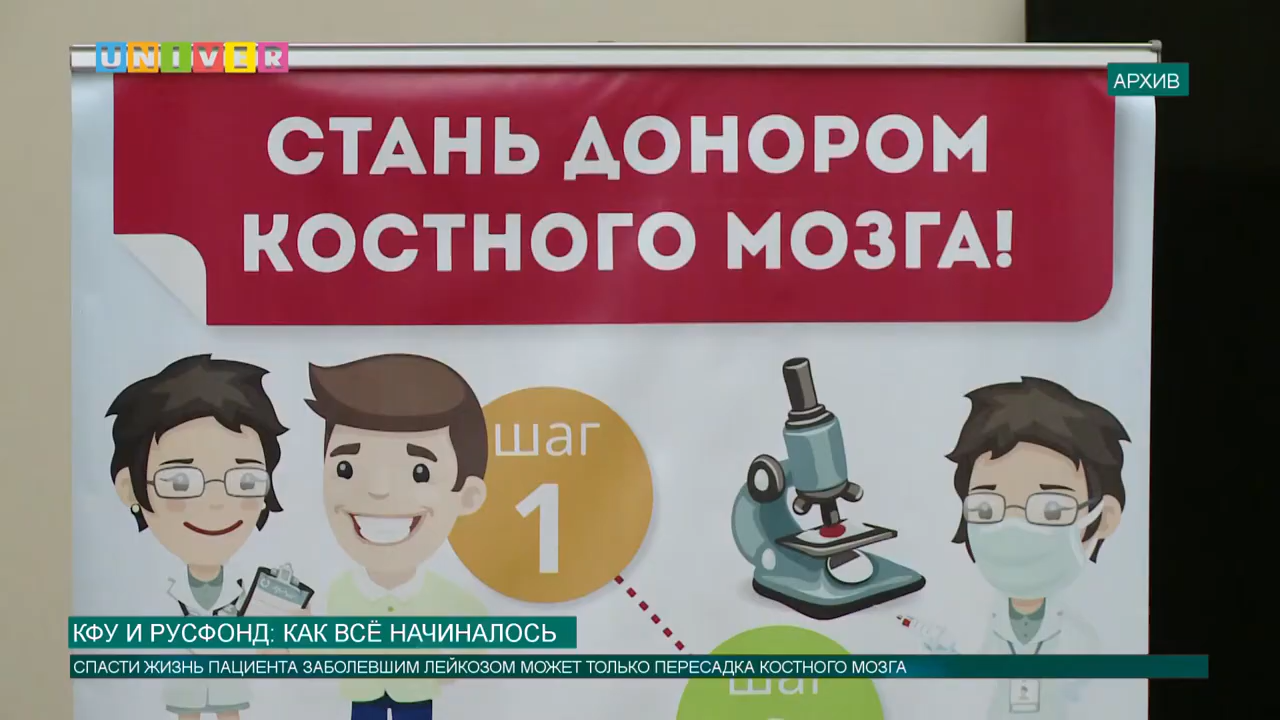 UNIVER
АРХИВ
СТАНЬ ДОНОРОМ
КОСТНОГО МОЗГА!
шаг
1
шаг
КФУ И РУСФОНД: КАК ВСЁ НАЧИНАЛОСЬ
СПАСТИ ЖИЗНЬ ПАЦИЕНТА ЗАБОЛЕВШИМ ЛЕЙКОЗОМ МОЖЕТ ТОЛЬКО ПЕРЕСАДКА КОСТНОГО МОЗГА